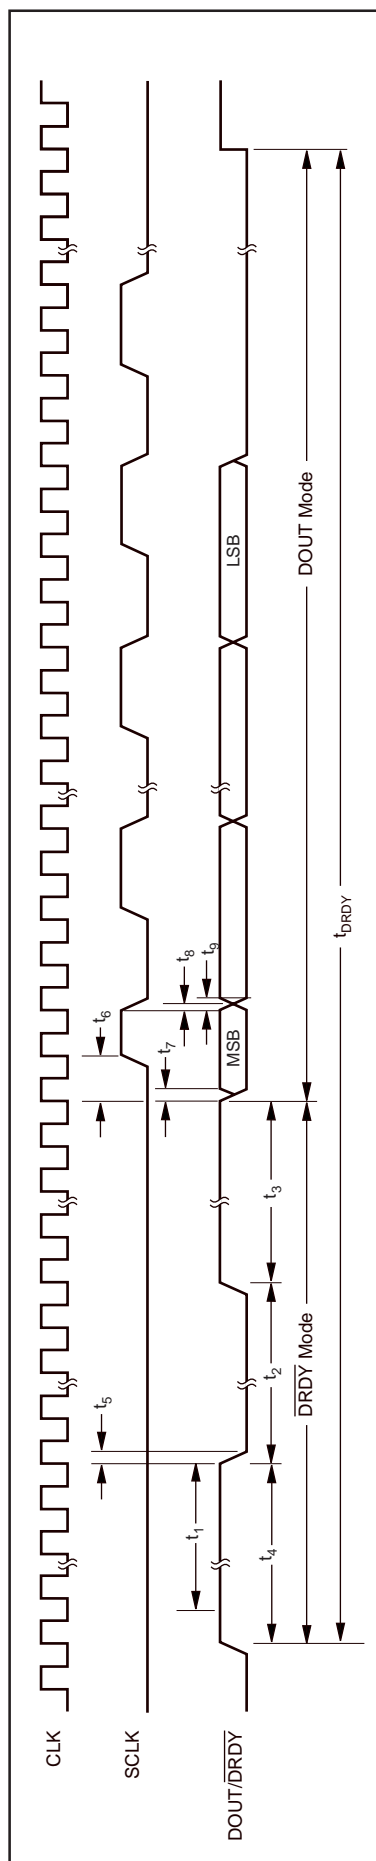 CLK
SCLK
DOUT/DRDY
t4
t1
t5
t2
t3
t6
t7
t8
t9
MSB
LSB
DRDY Mode
DOUT Mode
tDRDY